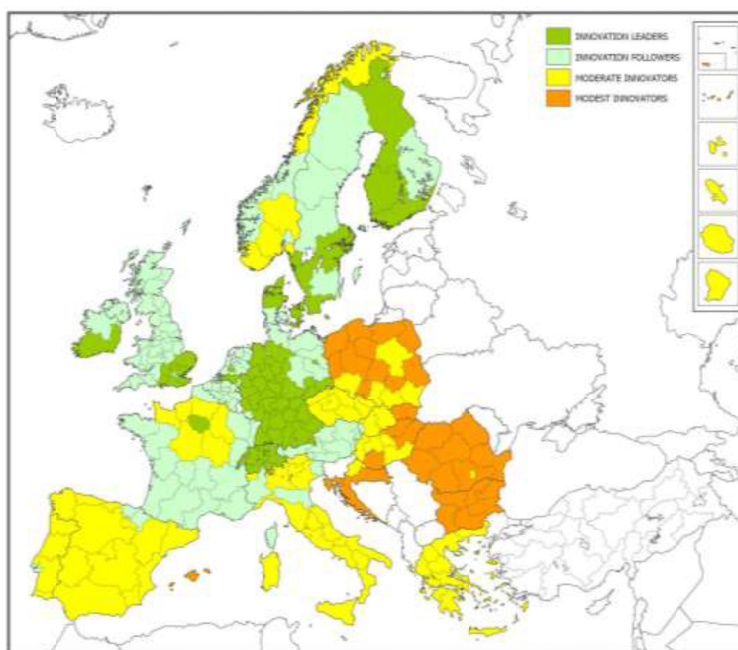 INNOVATION LEADERS
INNOVATION FOLLOWERS
MODERATE INNOVATORS
MODEST INNOVATORS